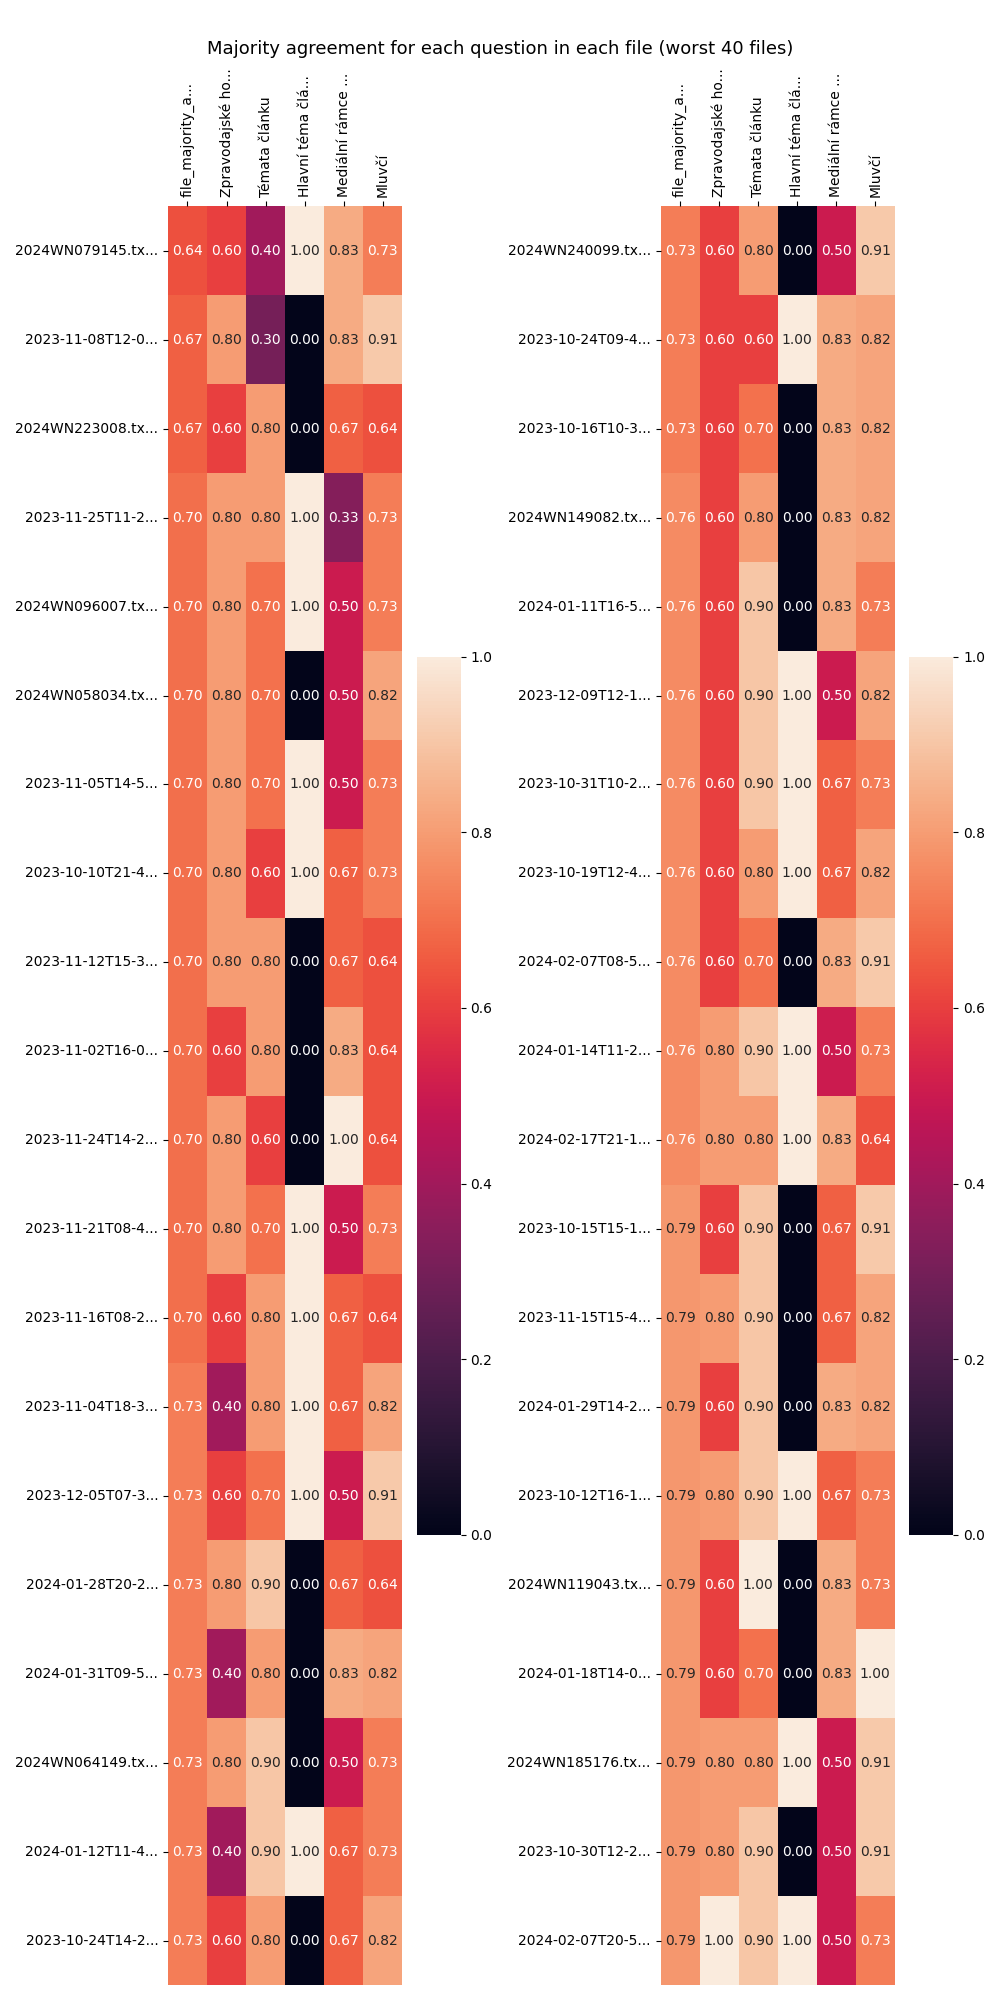 Majority agreement for each question in each file (worst 40 files)
file_majority_a... Zpravodajské ho... Témata článku Hlavní téma člá... Mediální rámce ... Mluvčí
2024WN079145.tx... 0.64 0.60 0.40 1.00 0.83 0.73
2023-11-08T12-0... 0.67 0.80 0.30 0.00 0.83 0.91
2024WN223008.tx... 0.67 0.60 0.80 0.00 0.67 0.64
2023-11-25T11-2... 0.70 0.80 0.80 1.00 0.33 0.73
2024WN096007.tx... 0.70 0.80 0.70 1.00 0.50 0.73
2024WN058034.tx... 0.70 0.80 0.70 0.00 0.50 0.82
2023-11-05T14-5... 0.70 0.80 0.70 1.00 0.50 0.73
2023-10-10T21-4... 0.70 0.80 0.60 1.00 0.67 0.73
2023-11-12T15-3... 0.70 0.80 0.80 0.00 0.67 0.64
2023-11-02T16-0... 0.70 0.60 0.80 0.00 0.83 0.64
2023-11-24T14-2... 0.70 0.80 0.60 0.00 1.00 0.64
2023-11-21T08-4... 0.70 0.80 0.70 1.00 0.50 0.73
2023-11-16T08-2... 0.70 0.60 0.80 1.00 0.67 0.64
2023-11-04T18-3... 0.73 0.40 0.80 1.00 0.67 0.82
2023-12-05T07-3... 0.73 0.60 0.70 1.00 0.50 0.91
2024-01-28T20-2... 0.73 0.80 0.90 0.00 0.67 0.64
2024-01-31T09-5... 0.73 0.40 0.80 0.00 0.83 0.82
2024WN064149.tx... 0.73 0.80 0.90 0.00 0.50 0.73
2024-01-12T11-4... 0.73 0.40 0.90 1.00 0.67 0.73
2023-10-24T14-2... 0.73 0.60 0.80 0.00 0.67 0.82
1.0
0.8
0.6
0.4
0.2
0.0
file_majority_a... Zpravodajské ho... Témata článku Hlavní téma člá... Mediální rámce ... Mluvčí
2024WN240099.tx... 0.73 0.60 0.80 0.00 0.50 0.91
2023-10-24T09-4... 0.73 0.60 0.60 1.00 0.83 0.82
2023-10-16T10-3... 0.73 0.60 0.70 0.00 0.83 0.82
2024WN149082.tx... 0.76 0.60 0.80 0.00 0.83 0.82
2024-01-11T16-5... 0.76 0.60 0.90 0.00 0.83 0.73
2023-12-09T12-1... 0.76 0.60 0.90 1.00 0.50 0.82
2023-10-31T10-2... 0.76 0.60 0.90 1.00 0.67 0.73
2023-10-19T12-4... 0.76 0.60 0.80 1.00 0.67 0.82
2024-02-07T08-5... 0.76 0.60 0.70 0.00 0.83 0.91
2024-01-14T11-2... 0.76 0.80 0.90 1.00 0.50 0.73
2024-02-17T21-1... 0.76 0.80 0.80 1.00 0.83 0.64
2023-10-15T15-1... 0.79 0.60 0.90 0.00 0.67 0.91
2023-11-15T15-4... 0.79 0.80 0.90 0.00 0.67 0.82
2024-01-29T14-2... 0.79 0.60 0.90 0.00 0.83 0.82
2023-10-12T16-1... 0.79 0.80 0.90 1.00 0.67 0.73
2024WN119043.tx... 0.79 0.60 1.00 0.00 0.83 0.73
2024-01-18T14-0... 0.79 0.60 0.70 0.00 0.83 1.00
2024WN185176.tx... 0.79 0.80 0.80 1.00 0.50 0.91
2023-10-30T12-2... 0.79 0.80 0.90 0.00 0.50 0.91
2024-02-07T20-5... 0.79 1.00 0.90 1.00 0.50 0.73
1.0
0.8
0.6
0.4
0.2
0.0